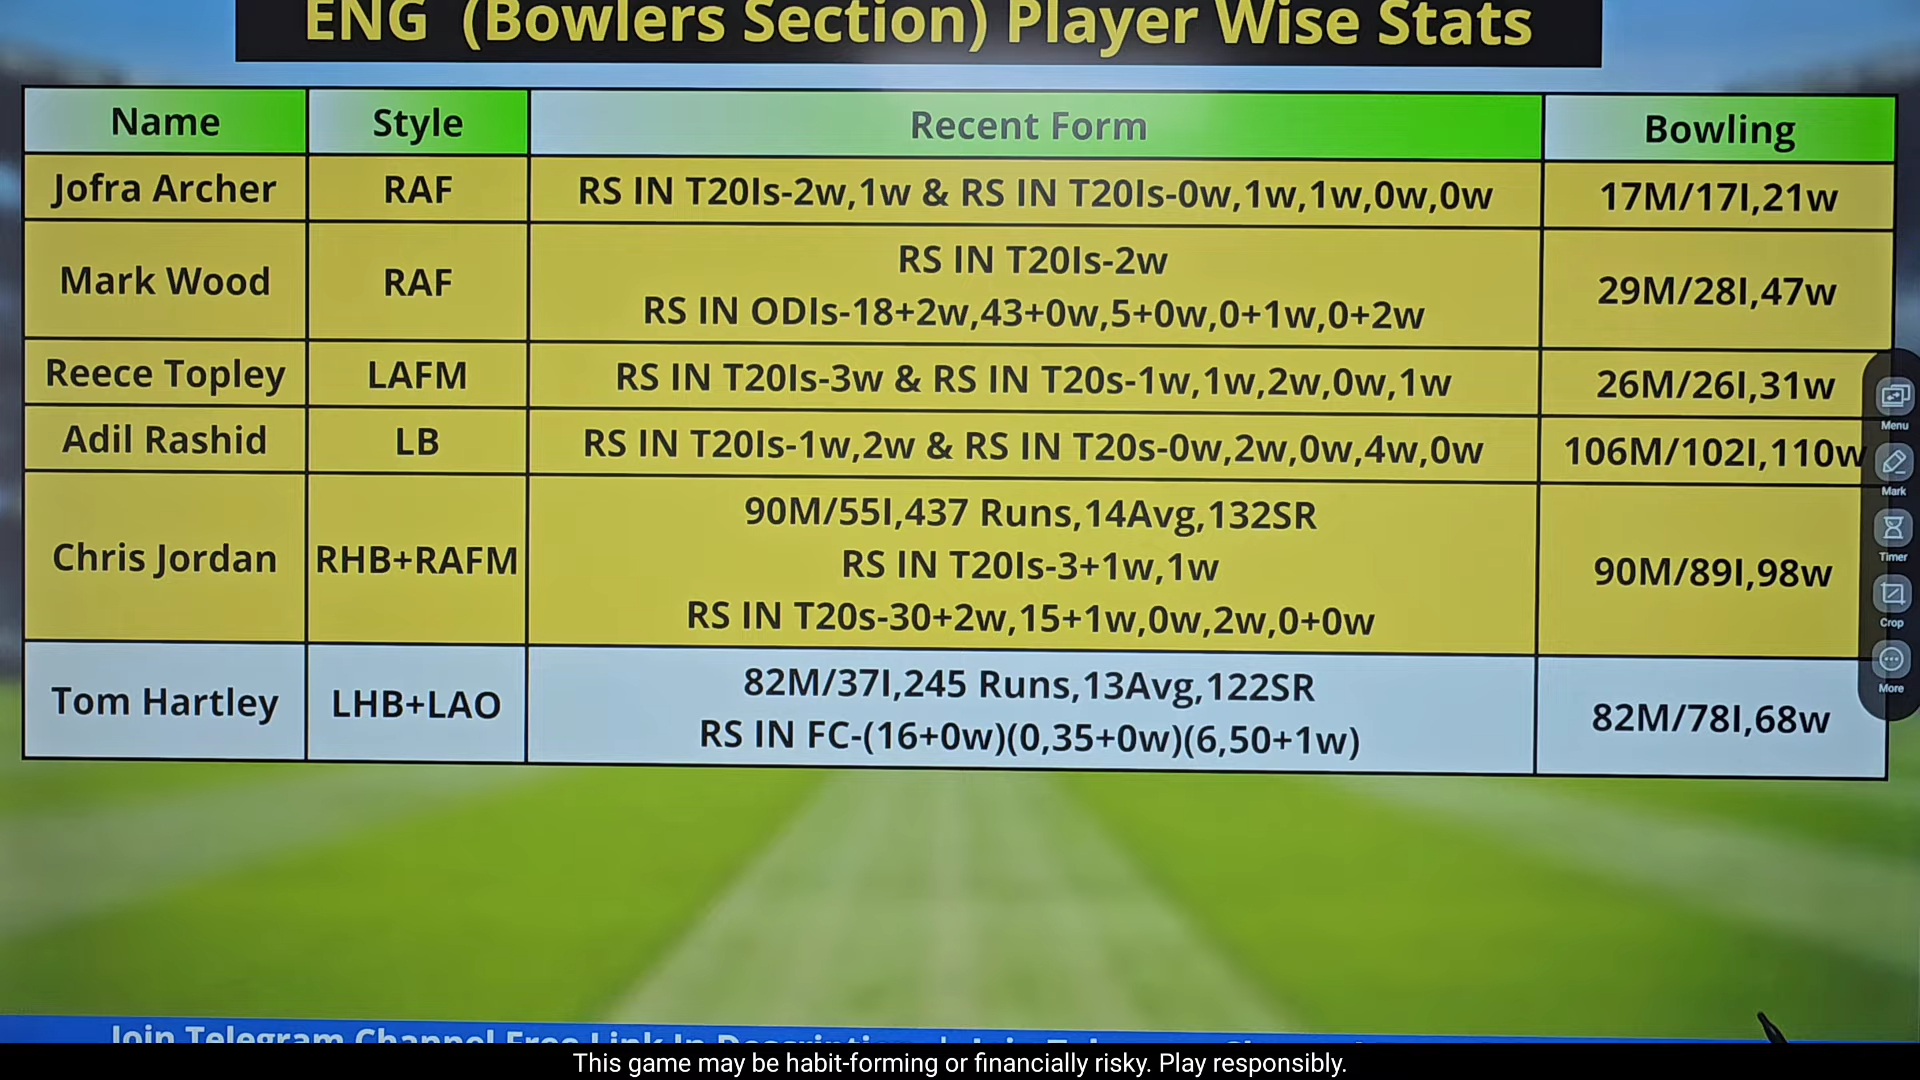 ENG (Bowlers Section) Player Wise Stats
Name Style Recent Form Bowling
Jofra Archer RAF RS IN T20Is-2w,1w & RS IN T20Is-0w,1w,1w,0w,0w 17M/17I,21w
Mark Wood RAF RS IN T20Is-2w
RS IN ODIs-18+2w,43+0w,5+0w,0+1w,0+2w 29M/28I,47w
Reece Topley LAFM RS IN T20Is-3w & RS IN T20s-1w,1w,2w,0w,1w 26M/26I,31w
Adil Rashid LB RS IN T20Is-1w,2w & RS IN T20s-0w,2w,0w,4w,0w 106M/102I,110w
Chris Jordan RHB+RAFM 90M/55I,437 Runs,14Avg,132SR
RS IN T20Is-3+1w,1w
RS IN T20s-30+2w,15+1w,0w,2w,0+0w 90M/89I,98w
Tom Hartley LHB+LAO 82M/37I,245 Runs,13Avg,122SR
RS IN FC-(16+0w)(0,35+0w)(6,50+1w) 82M/78I,68w
Menu
Mark
Timer
Crop
More
Join Telegram Channel Free Link In
This game may be habit-forming or financially risky. Play responsibly.